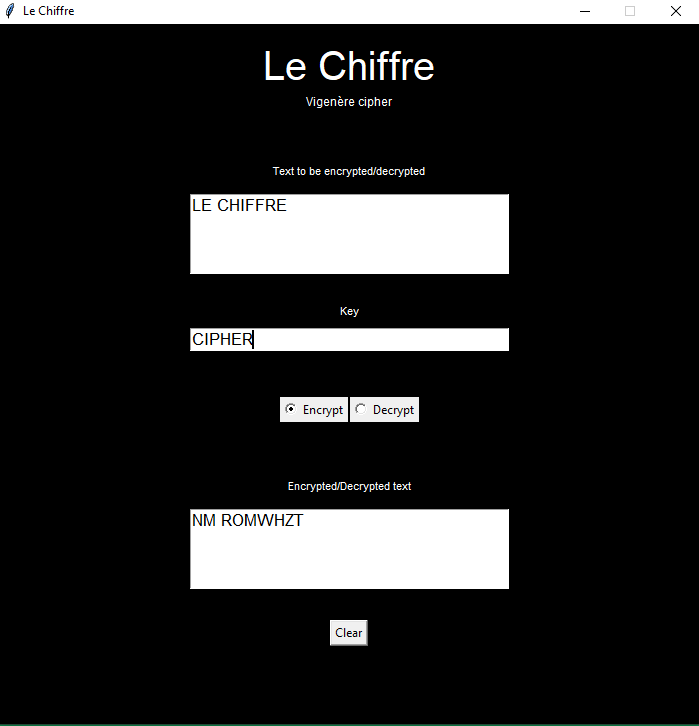 Le Chiffre
Le Chiffre
Vigenère cipher
Text to be encrypted/decrypted
LE CHIFFRE
Key
CIPHER
Encrypt Decrypt
Encrypted/Decrypted text
NM ROMWHZT
Clear